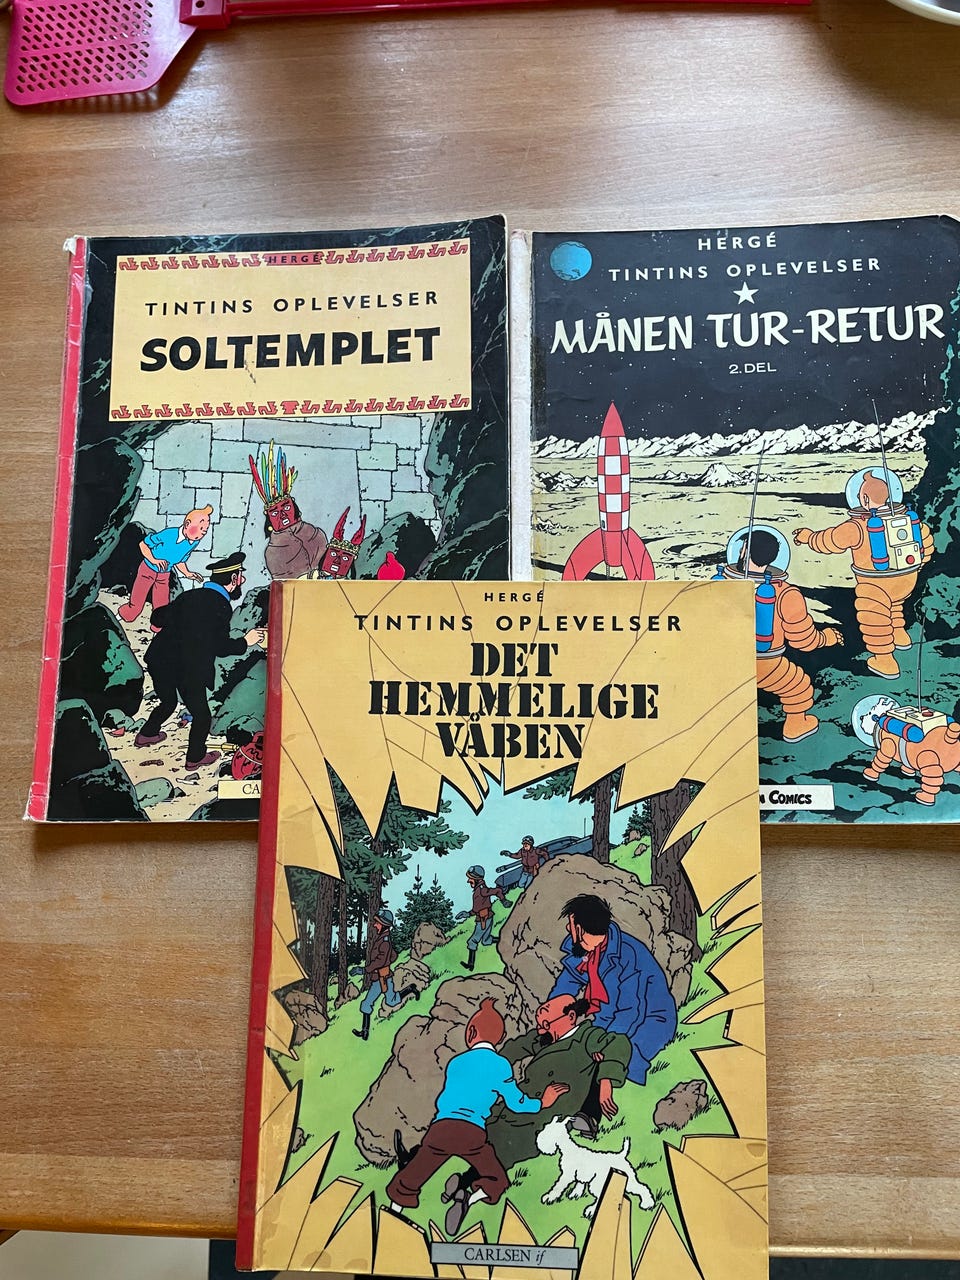 HERGÉ
TINTINS OPLEVELSER
SOLTEMPLET
CA
HERGÉ
TINTINS OPLEVELSER
MÅNEN TUR-RETUR
2. DEL
COMICS
HERGÉ
TINTINS OPLEVELSER
DET
HEMMELIGE
VÅBEN
CARLSEN if